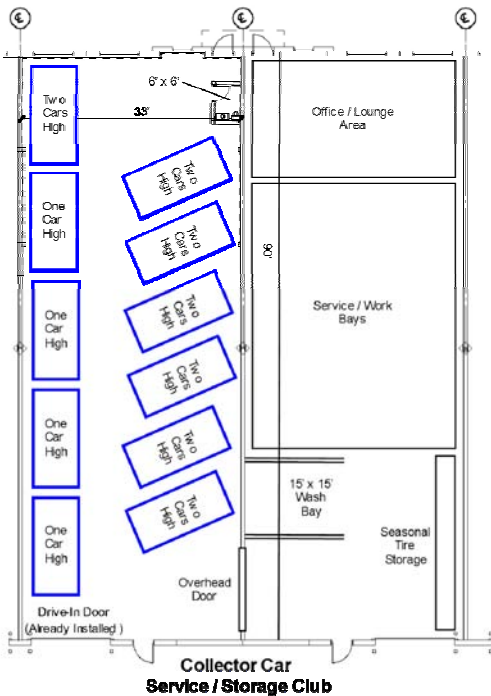 6' x 6'
33'
Two
Cars
High
Office / Lounge
Area
Two
Cars
High
One
Car
High
Two
Cars
High
90'
Two
Cars
High
One
Car
High
Service / Work
Bays
Two
Cars
High
One
Car
High
Two
Cars
High
15' x 15'
Wash
Bay
Two
Cars
High
One
Car
High
Seasonal
Tire
Storage
Overhead
Door
Drive-In Door
(Already Installed )
Collector Car
Service / Storage Club